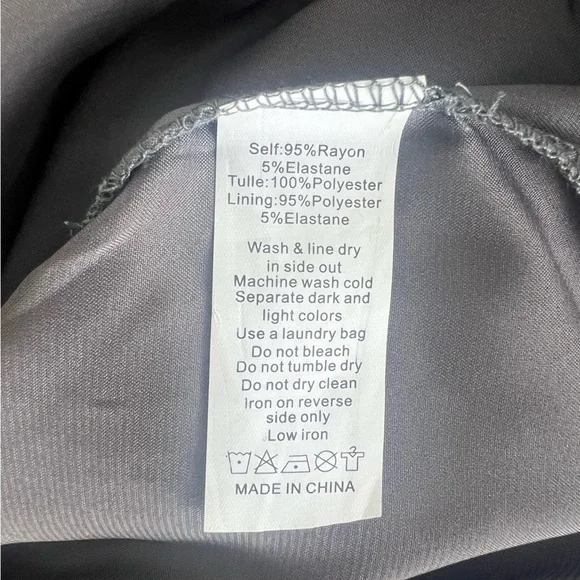 Self:95%Rayon
5%Elastane
Tulle:100%Polyester
Lining:95%Polyester
5%Elastane
Wash & line dry
in side out
Machine wash cold
Separate dark and
light colors
Use a laundry bag
Do not bleach
Do not tumble dry
Do not dry clean
Iron on reverse
side only
Low iron
MADE IN CHINA